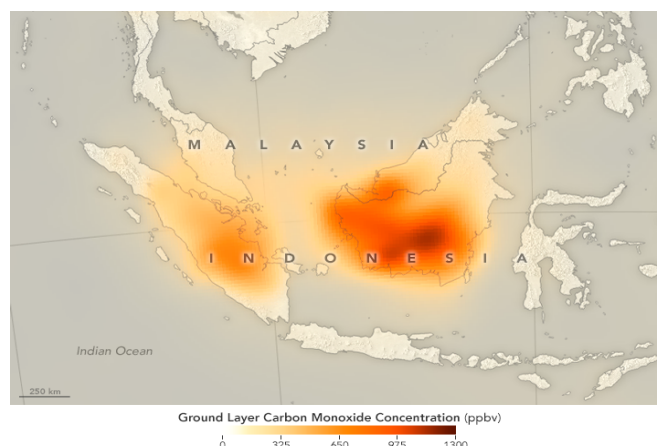 MALAYSIA
INDONESIA
Indian Ocean
250 km
Ground Layer Carbon Monoxide Concentration (ppbv)
0 325 650 975 1300